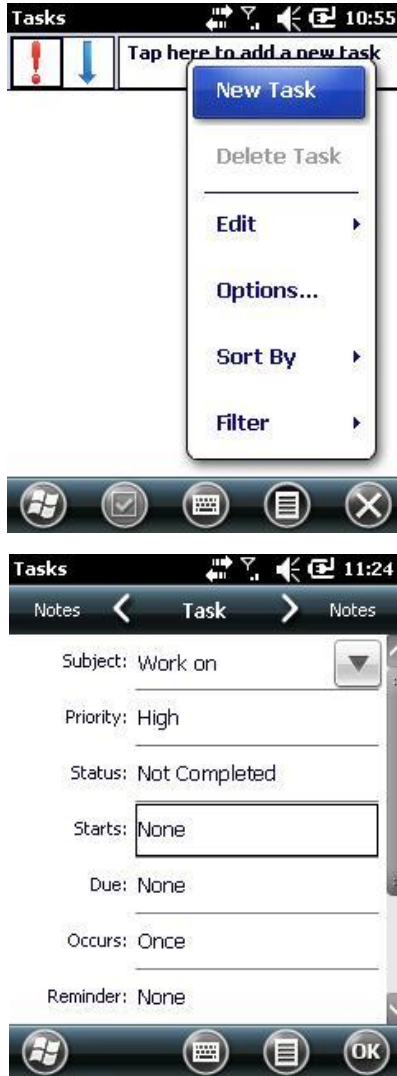 Tasks 10:55
Tap here to add a new task
New Task
Delete Task
Edit
Options...
Sort By
Filter
Tasks 11:24
Notes Task Notes
Subject: Work on
Priority: High
Status: Not Completed
Starts: None
Due: None
Occurs: Once
Reminder: None
OK